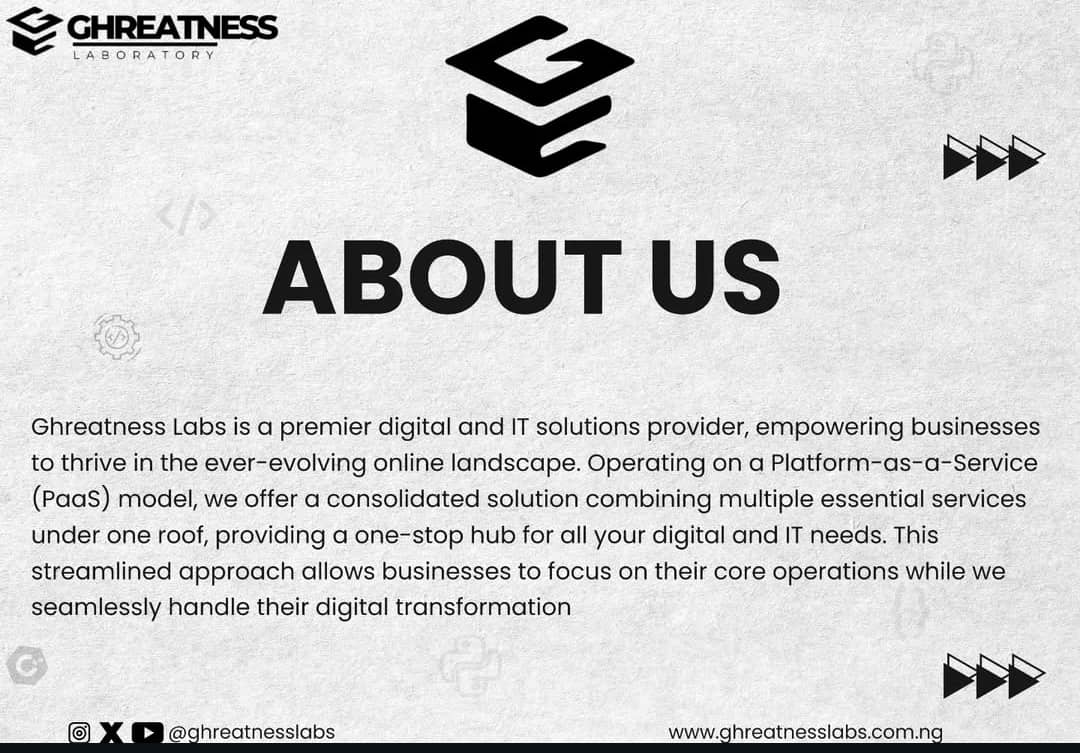 GHREATNESS
LABORATORY
ABOUT US
Ghreatness Labs is a premier digital and IT solutions provider, empowering businesses
to thrive in the ever-evolving online landscape. Operating on a Platform-as-a-Service
(PaaS) model, we offer a consolidated solution combining multiple essential services
under one roof, providing a one-stop hub for all your digital and IT needs. This
streamlined approach allows businesses to focus on their core operations while we
seamlessly handle their digital transformation
@ghreatnesslabs
www.ghreatnesslabs.com.ng